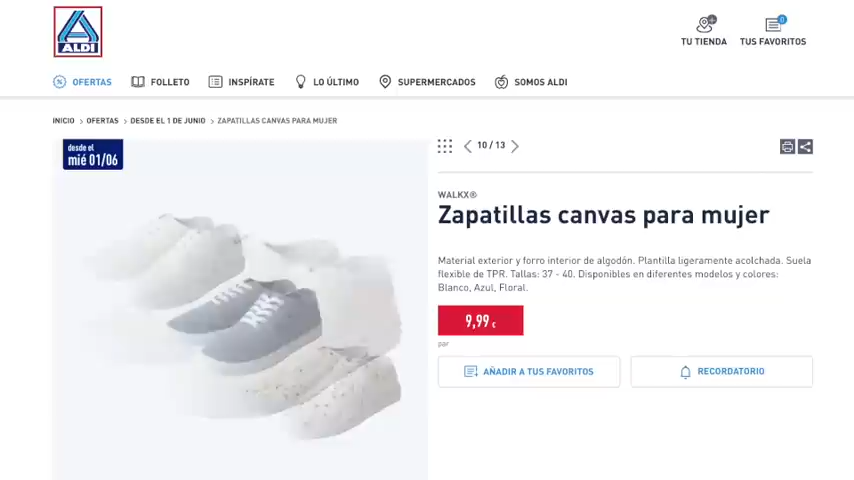 ALDI
TU TIENDA
0
TUS FAVORITOS
OFERTAS
FOLLETO
INSPÍRATE
LO ÚLTIMO
SUPERMERCADOS
SOMOS ALDI
INICIO > OFERTAS > DESDE EL 1 DE JUNIO > ZAPATILLAS CANVAS PARA MUJER
desde el
mié 01/06
10 / 13
WALKX®
Zapatillas canvas para mujer
Material exterior y forro interior de algodón. Plantilla ligeramente acolchada. Suela
flexible de TPR. Tallas: 37 - 40. Disponibles en diferentes modelos y colores:
Blanco, Azul, Floral.
9,99 €
par
AÑADIR A TUS FAVORITOS
RECORDATORIO